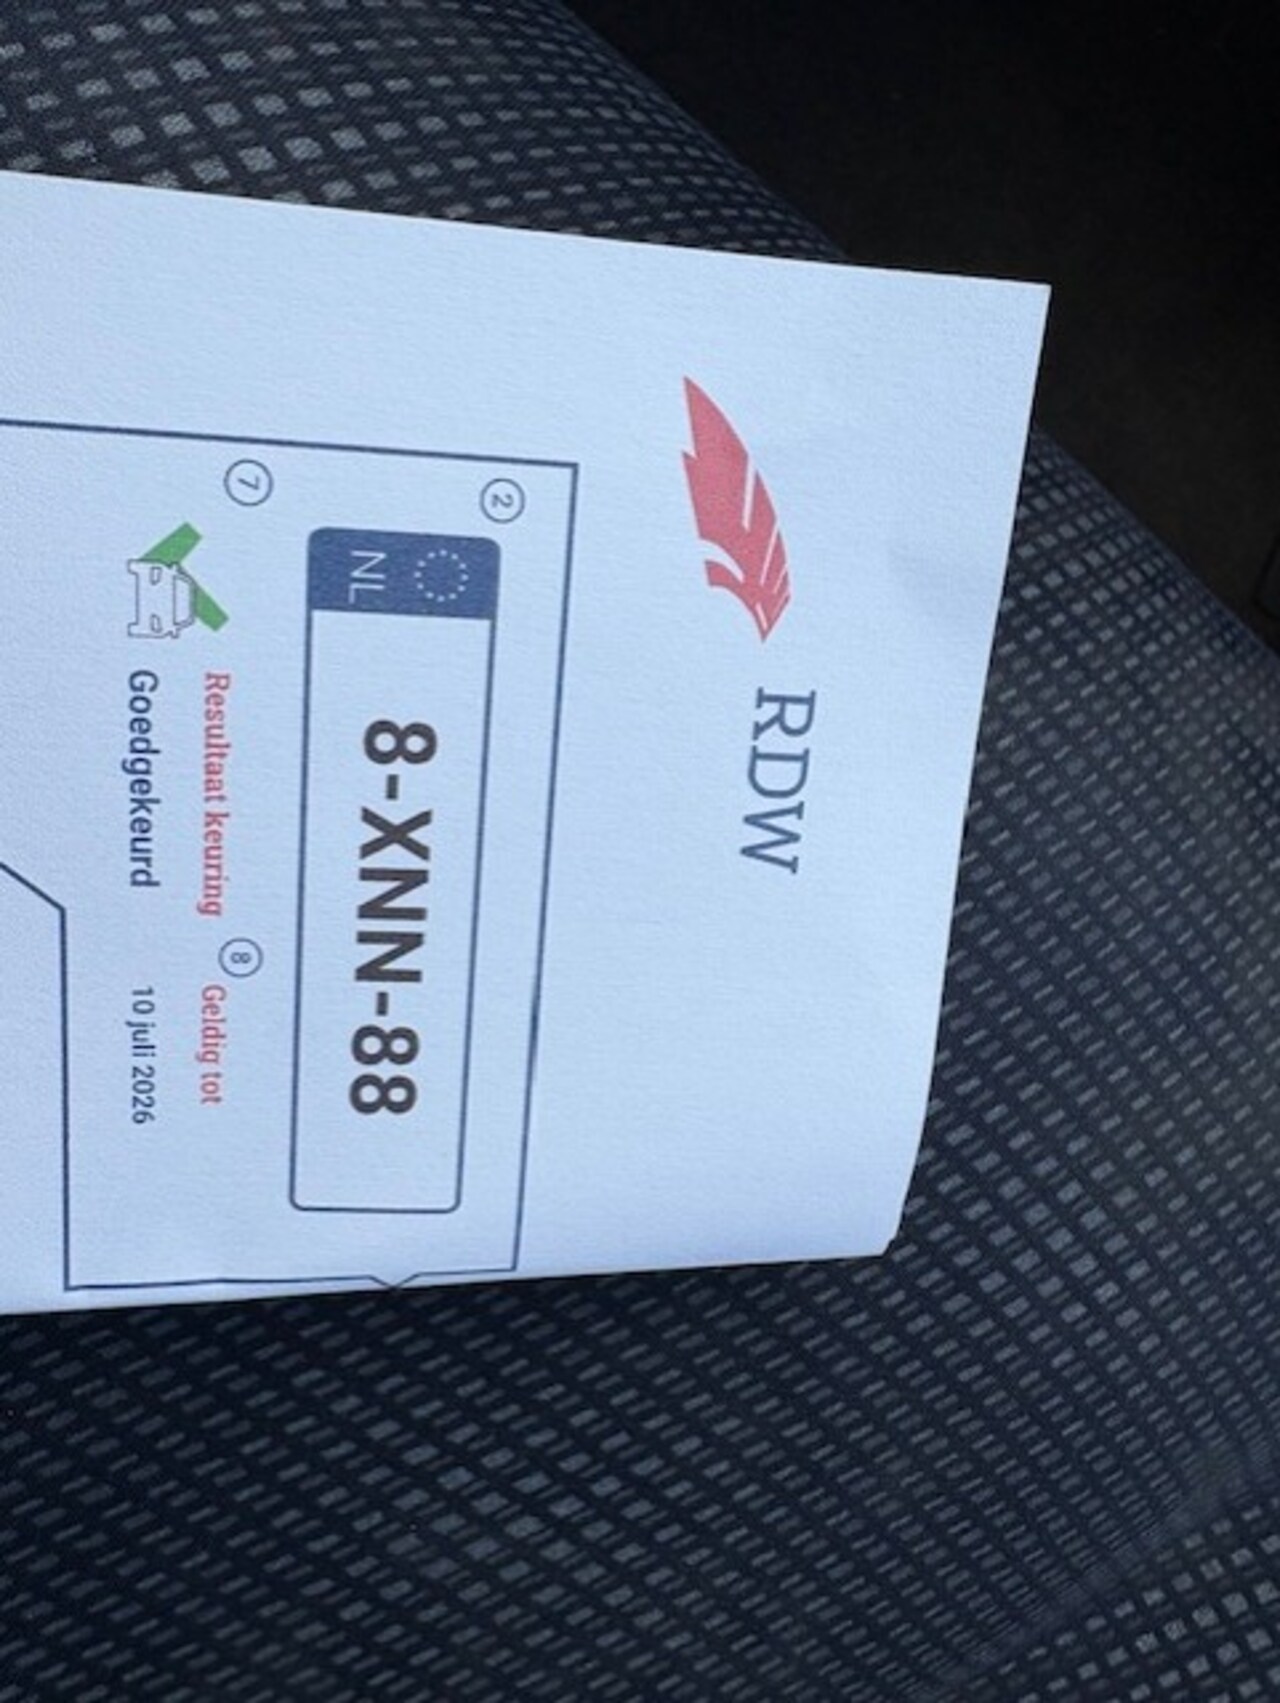 RDW
2
NL
8-XNN-88
7
Resultaat keuring
8
Geldig tot
Goedgekeurd
10 juli 2026